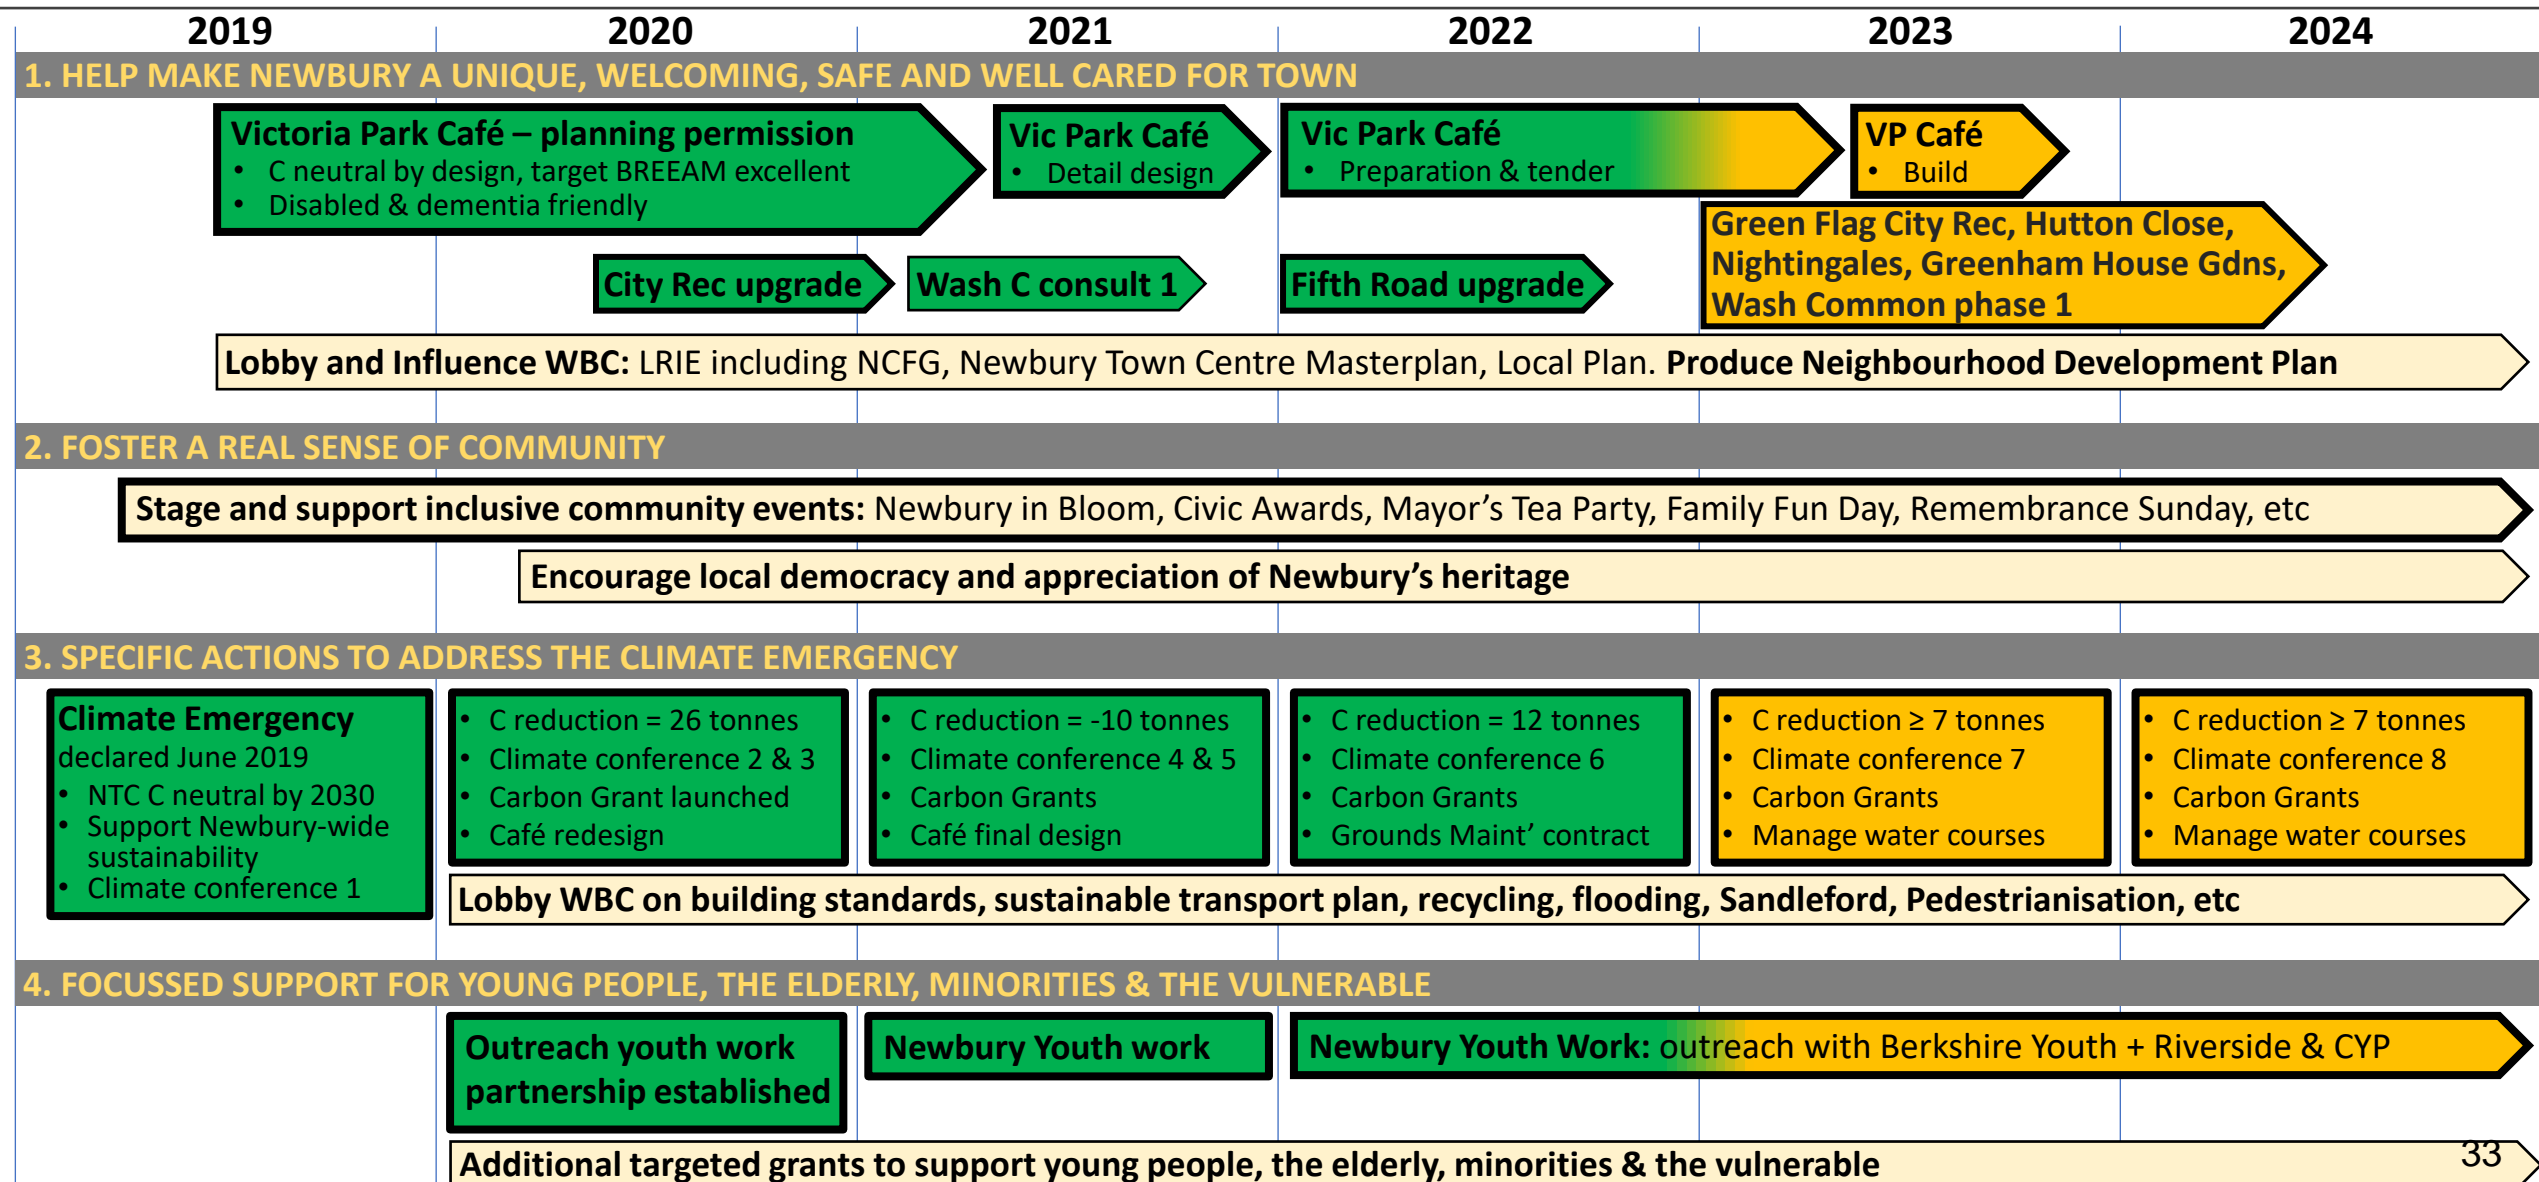 2019 2020 2021 2022 2023 2024
1. HELP MAKE NEWBURY A UNIQUE, WELCOMING, SAFE AND WELL CARED FOR TOWN
Victoria Park Café – planning permission
• C neutral by design, target BREEAM excellent
• Disabled & dementia friendly
Vic Park Café
• Detail design
Vic Park Café
• Preparation & tender
VP Café
• Build
City Rec upgrade
Wash C consult 1
Fifth Road upgrade
Green Flag City Rec, Hutton Close,
Nightingales, Greenham House Gdns,
Wash Common phase 1
Lobby and Influence WBC: LRIE including NCFG, Newbury Town Centre Masterplan, Local Plan. Produce Neighbourhood Development Plan
2. FOSTER A REAL SENSE OF COMMUNITY
Stage and support inclusive community events: Newbury in Bloom, Civic Awards, Mayor’s Tea Party, Family Fun Day, Remembrance Sunday, etc
Encourage local democracy and appreciation of Newbury’s heritage
3. SPECIFIC ACTIONS TO ADDRESS THE CLIMATE EMERGENCY
Climate Emergency
declared June 2019
• NTC C neutral by 2030
• Support Newbury-wide
sustainability
• Climate conference 1
• C reduction = 26 tonnes
• Climate conference 2 & 3
• Carbon Grant launched
• Café redesign
• C reduction = -10 tonnes
• Climate conference 4 & 5
• Carbon Grants
• Café final design
• C reduction = 12 tonnes
• Climate conference 6
• Carbon Grants
• Grounds Maint’ contract
• C reduction ≥ 7 tonnes
• Climate conference 7
• Carbon Grants
• Manage water courses
• C reduction ≥ 7 tonnes
• Climate conference 8
• Carbon Grants
• Manage water courses
Lobby WBC on building standards, sustainable transport plan, recycling, flooding, Sandleford, Pedestrianisation, etc
4. FOCUSSED SUPPORT FOR YOUNG PEOPLE, THE ELDERLY, MINORITIES & THE VULNERABLE
Outreach youth work
partnership established
Newbury Youth work
Newbury Youth Work: outreach with Berkshire Youth + Riverside & CYP
Additional targeted grants to support young people, the elderly, minorities & the vulnerable
33